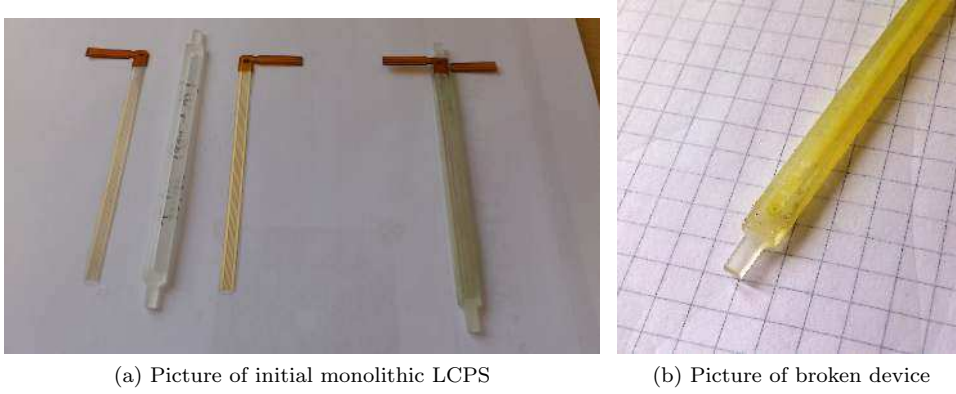 (a) Picture of initial monolithic LCPS
(b) Picture of broken device